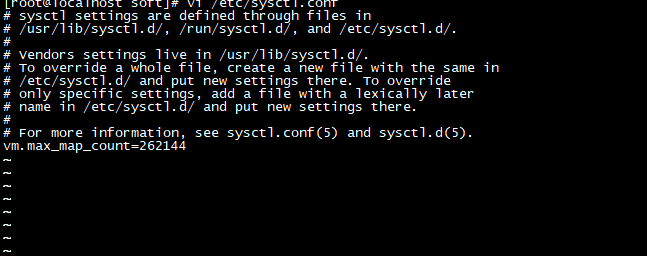 [root@localhost soft]# vi /etc/sysctl.conf
# sysctl settings are defined through files in
# /usr/lib/sysctl.d/, /run/sysctl.d/, and /etc/sysctl.d/.
#
# Vendors settings live in /usr/lib/sysctl.d/.
# To override a whole file, create a new file with the same in
# /etc/sysctl.d/ and put new settings there. To override
# only specific settings, add a file with a lexically later
# name in /etc/sysctl.d/ and put new settings there.
#
# For more information, see sysctl.conf(5) and sysctl.d(5).
vm.max_map_count=262144
~
~
~
~
~
~
~
~